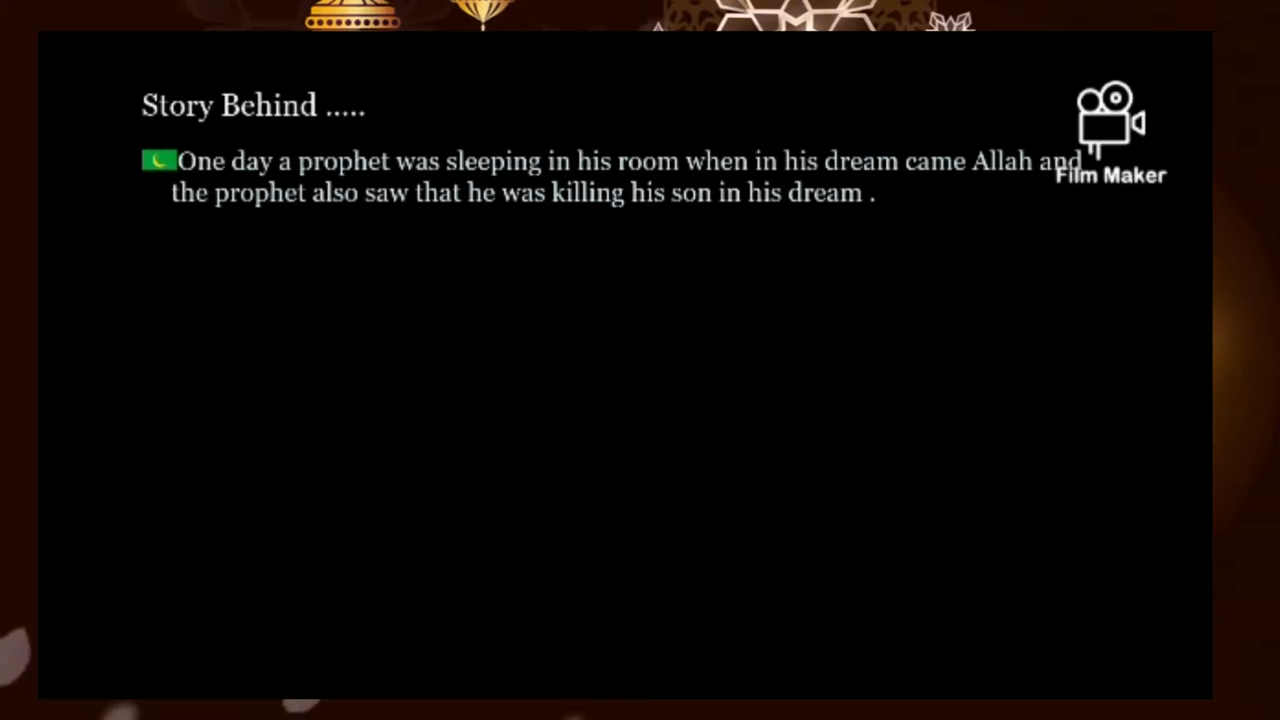 Story Behind .....
One day a prophet was sleeping in his room when in his dream came Allah and
the prophet also saw that he was killing his son in his dream .
Film Maker